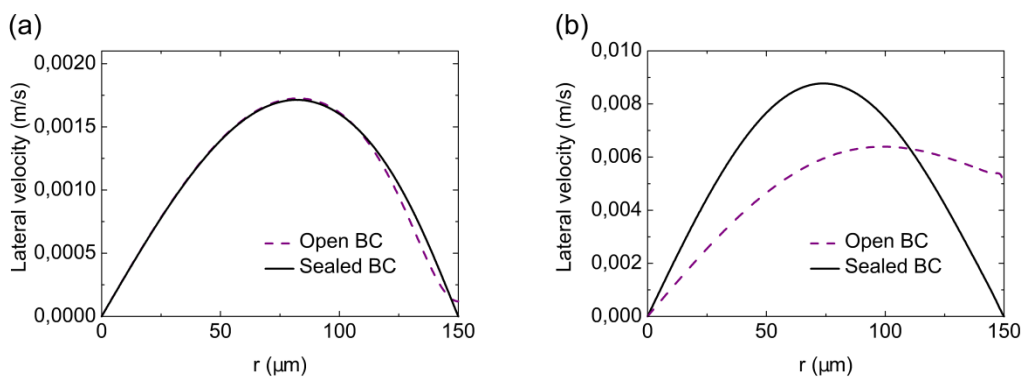 (a)
0,0020
0,0015
0,0010
0,0005
0,0000
Lateral velocity (m/s)
Open BC
Sealed BC
0 50 100 150
r (µm)
(b)
0,010
0,008
0,006
0,004
0,002
0,000
Lateral velocity (m/s)
Open BC
Sealed BC
0 50 100 150
r (µm)